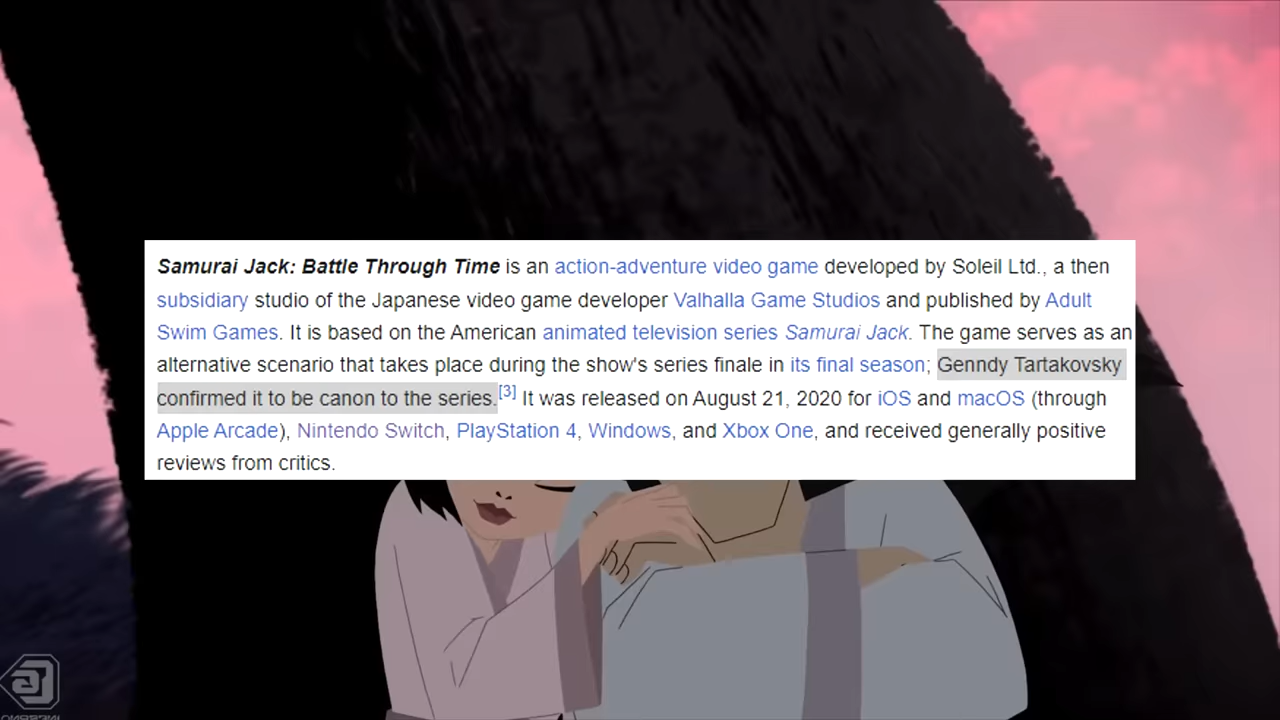 Samurai Jack: Battle Through Time is an action-adventure video game developed by Soleil Ltd., a then
subsidiary studio of the Japanese video game developer Valhalla Game Studios and published by Adult
Swim Games. It is based on the American animated television series Samurai Jack. The game serves as an
alternative scenario that takes place during the show's series finale in its final season; Genndy Tartakovsky
confirmed it to be canon to the series.[3] It was released on August 21, 2020 for iOS and macOS (through
Apple Arcade), Nintendo Switch, PlayStation 4, Windows, and Xbox One, and received generally positive
reviews from critics.